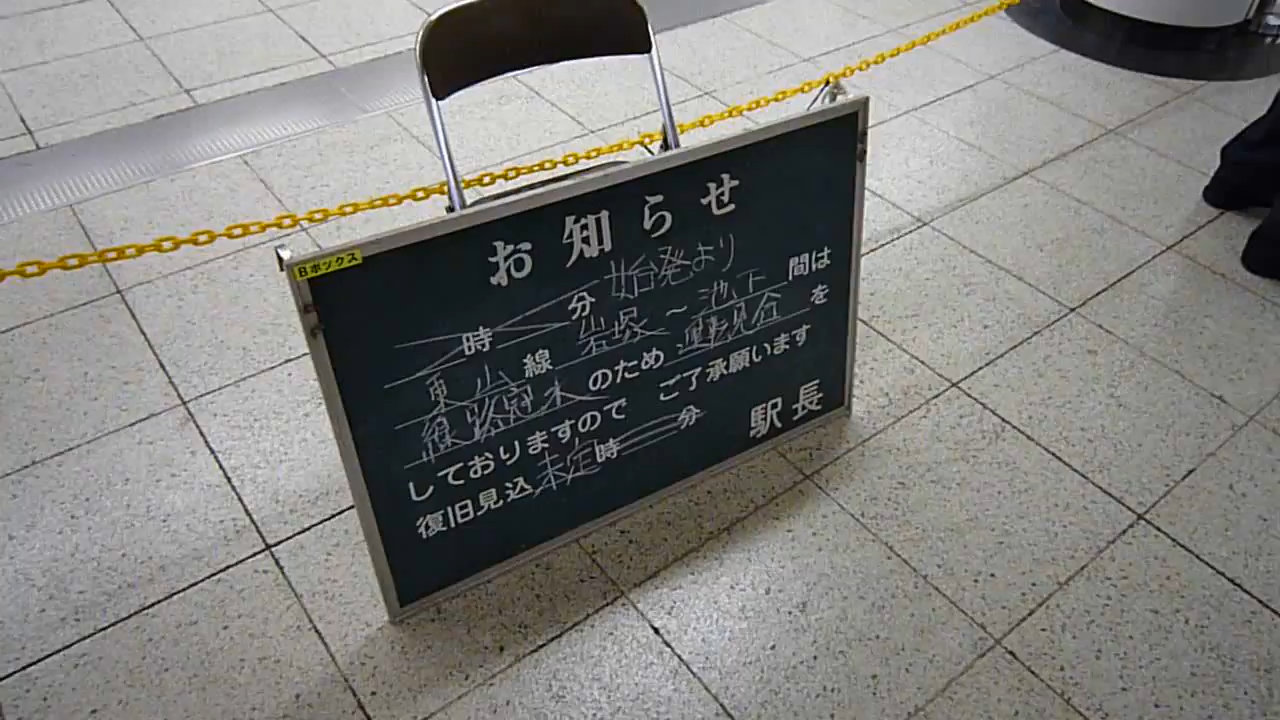 Bボックス
お知らせ
時 分 始発より
東山線 岩塚～池下 間は
線路冠水のため 運転見合を
しておりますので ご了承願います
復旧見込 未定 時 分 駅長